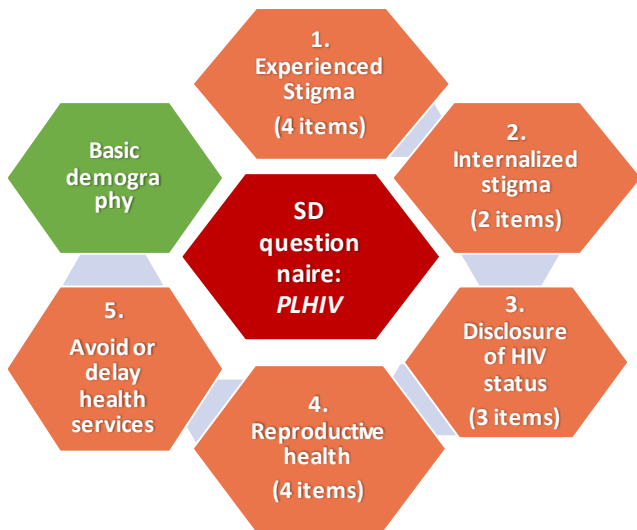 1.
Experienced
Stigma
(4 items)
2.
Internalized
stigma
(2 items)
3.
Disclosure
of HIV
status
(3 items)
4.
Reproductive
health
(4 items)
5.
Avoid or
delay
health
services
Basic
demogra
phy
SD
question
naire:
PLHIV